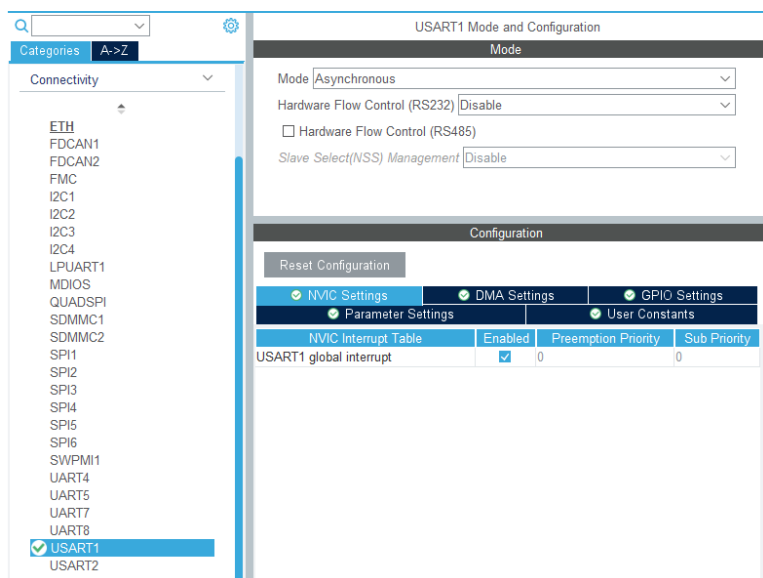 Categories A->Z
Connectivity
ETH
FDCAN1
FDCAN2
FMC
I2C1
I2C2
I2C3
I2C4
LPUART1
MDIOS
QUADSPI
SDMMC1
SDMMC2
SPI1
SPI2
SPI3
SPI4
SPI5
SPI6
SWPMI1
UART4
UART5
UART7
UART8
USART1
USART2
USART1 Mode and Configuration
Mode
Mode Asynchronous
Hardware Flow Control (RS232) Disable
Hardware Flow Control (RS485)
Slave Select(NSS) Management Disable
Configuration
Reset Configuration
NVIC Settings DMA Settings GPIO Settings
Parameter Settings User Constants
NVIC Interrupt Table Enabled Preemption Priority Sub Priority
USART1 global interrupt 0 0